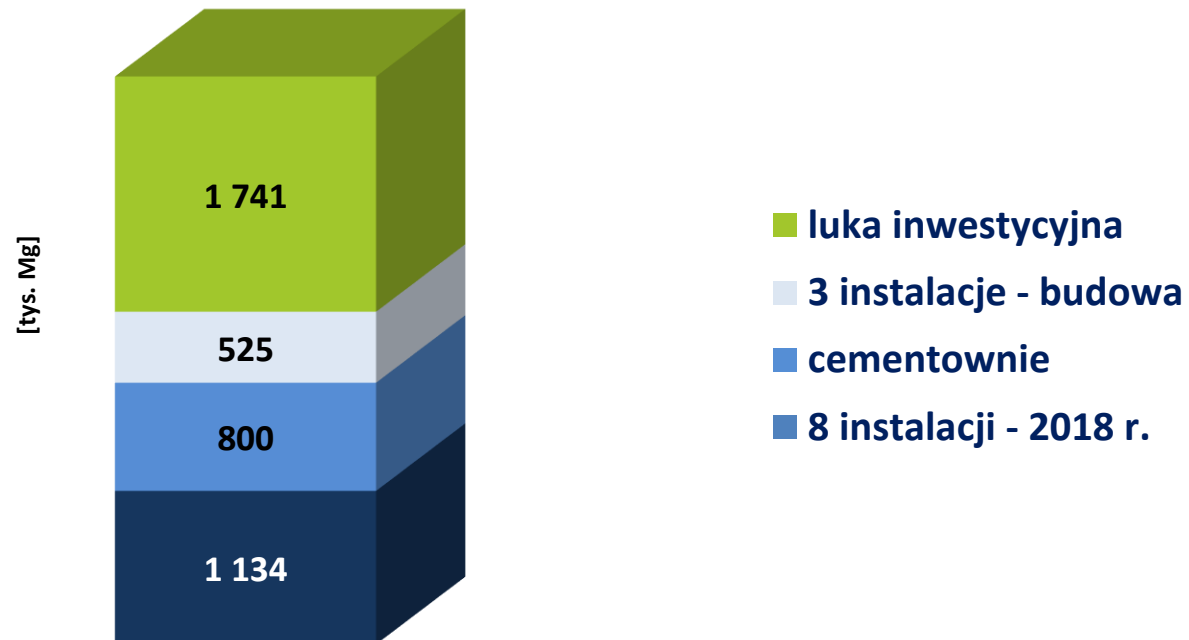 1 741
525
800
1 134
[tys. Mg]
luka inwestycyjna
3 instalacje - budowa
cementownie
8 instalacji - 2018 r.